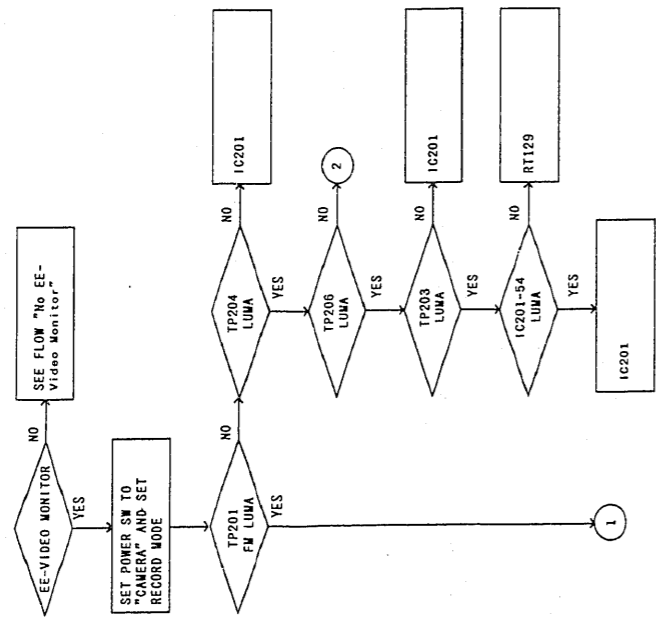 EE-VIDEO MONITOR
NO
SEE FLOW "No EE-
Video Monitor"
YES
SET POWER SW TO
"CAMERA" AND SET
RECORD MODE
TP201
FM LUMA
NO
YES
1
TP204
LUMA
NO
IC201
YES
TP206
LUMA
NO
2
YES
TP203
LUMA
NO
IC201
YES
IC201-54
LUMA
NO
RT129
YES
IC201